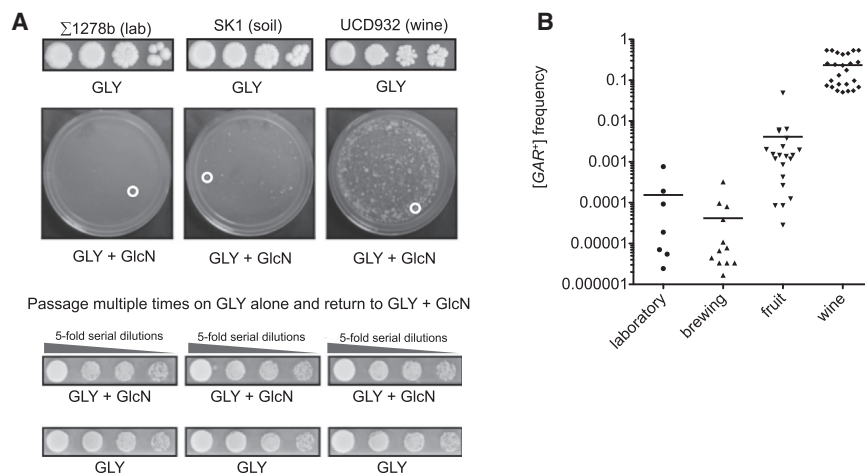 A
∑1278b (lab)
SK1 (soil)
UCD932 (wine)
GLY
GLY
GLY
GLY + GlcN
GLY + GlcN
GLY + GlcN
Passage multiple times on GLY alone and return to GLY + GlcN
5-fold serial dilutions
5-fold serial dilutions
5-fold serial dilutions
GLY + GlcN
GLY + GlcN
GLY + GlcN
GLY
GLY
GLY
B
[GAR+] frequency
1
0.1
0.01
0.001
0.0001
0.00001
0.000001
laboratory
brewing
fruit
wine